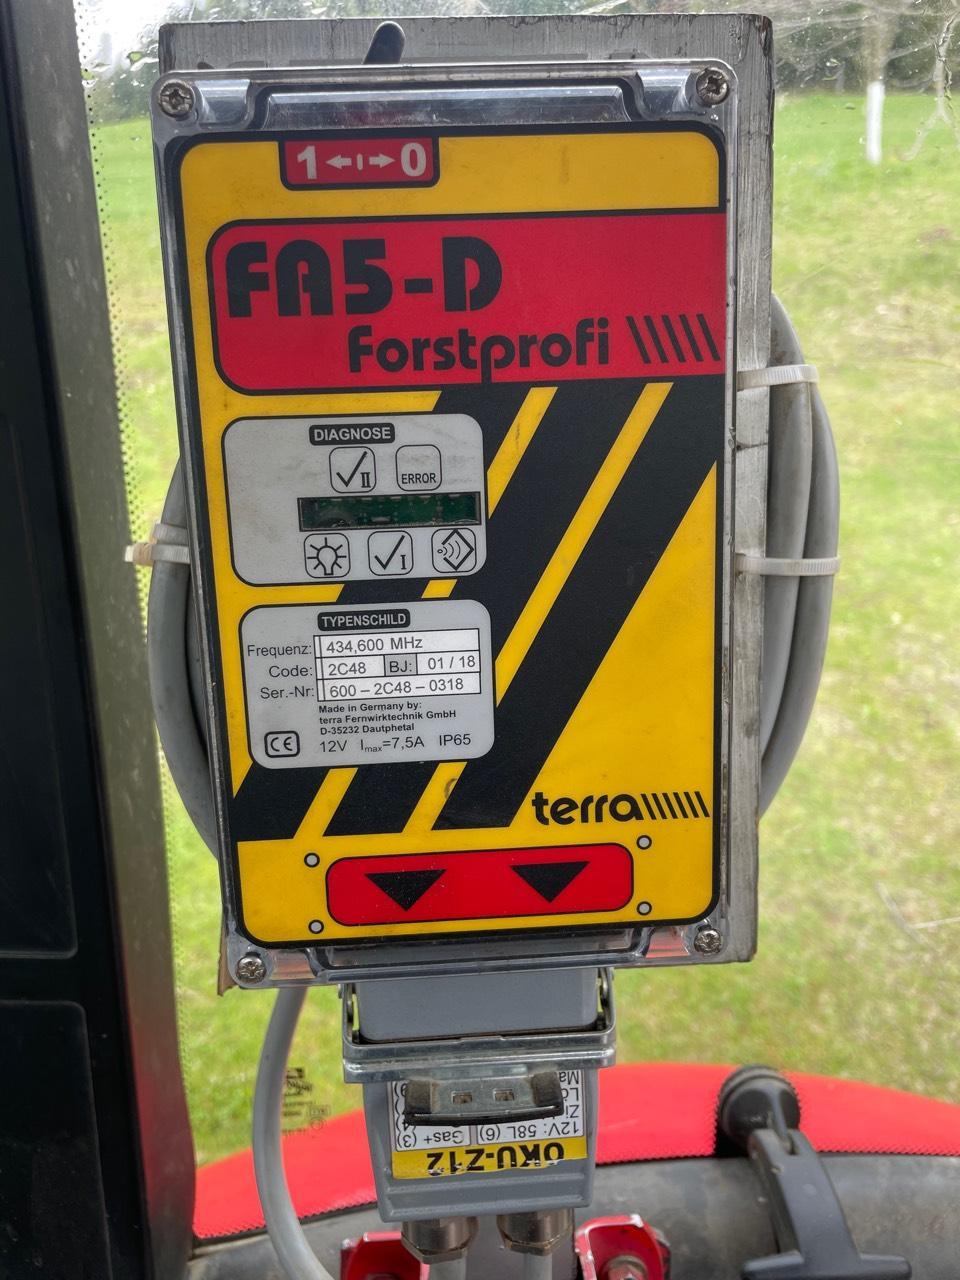 1 ←ı→ 0
FA5-D
Forstprofi
DIAGNOSE
II ERROR
I
TYPENSCHILD
Frequenz: 434,600 MHz
Code: 2C48 BJ: 01 / 18
Ser.-Nr: 600 – 2C48 – 0318
Made in Germany by:
terra Fernwirktechnik GmbH
D-35232 Dautphetal
CE 12V Imax=7,5A IP65
terra
ÖKU-Z12
12V: 58L (6) Gas+ (3)